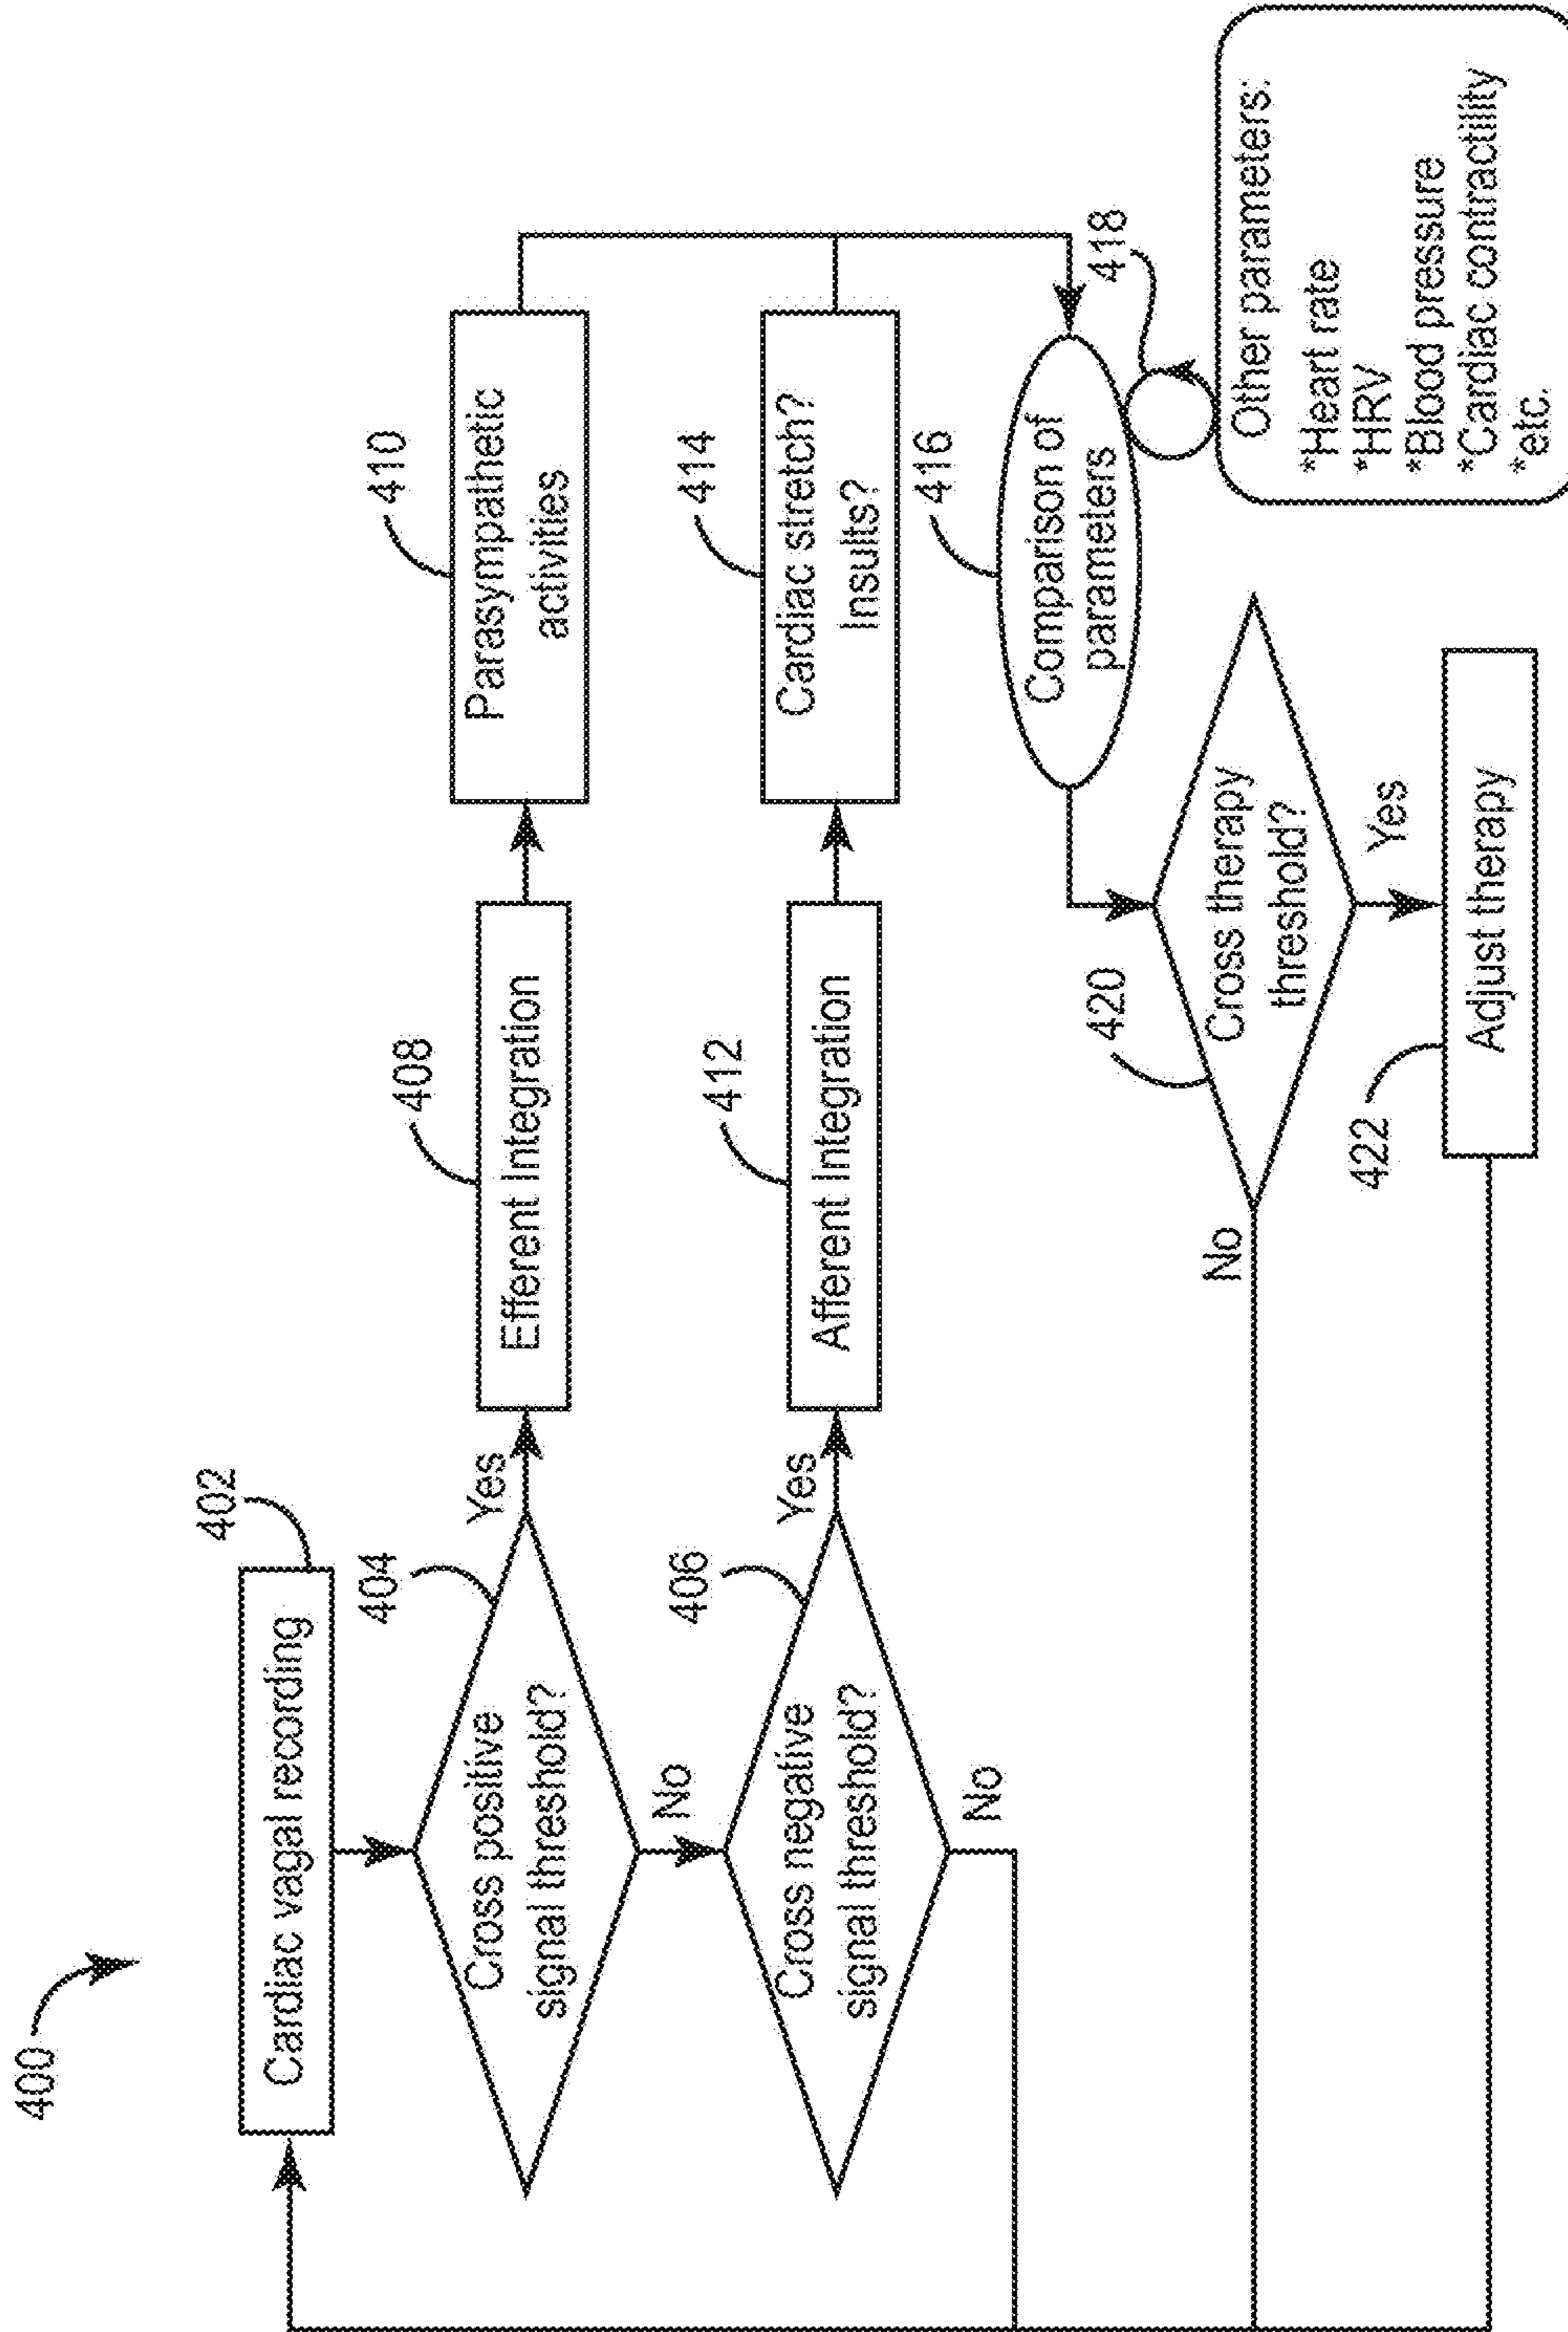 400
402
Cardiac vagal recording
404
Cross positive
signal threshold?
Yes
No
408
Efferent Integration
410
Parasympathetic
activities
406
Cross negative
signal threshold?
Yes
No
412
Afferent Integration
414
Cardiac stretch?
Insults?
416
Comparison of
parameters
418
Other parameters:
*Heart rate
*HRV
*Blood pressure
*Cardiac contractility
*etc.
420
Cross therapy
threshold?
No
Yes
422
Adjust therapy